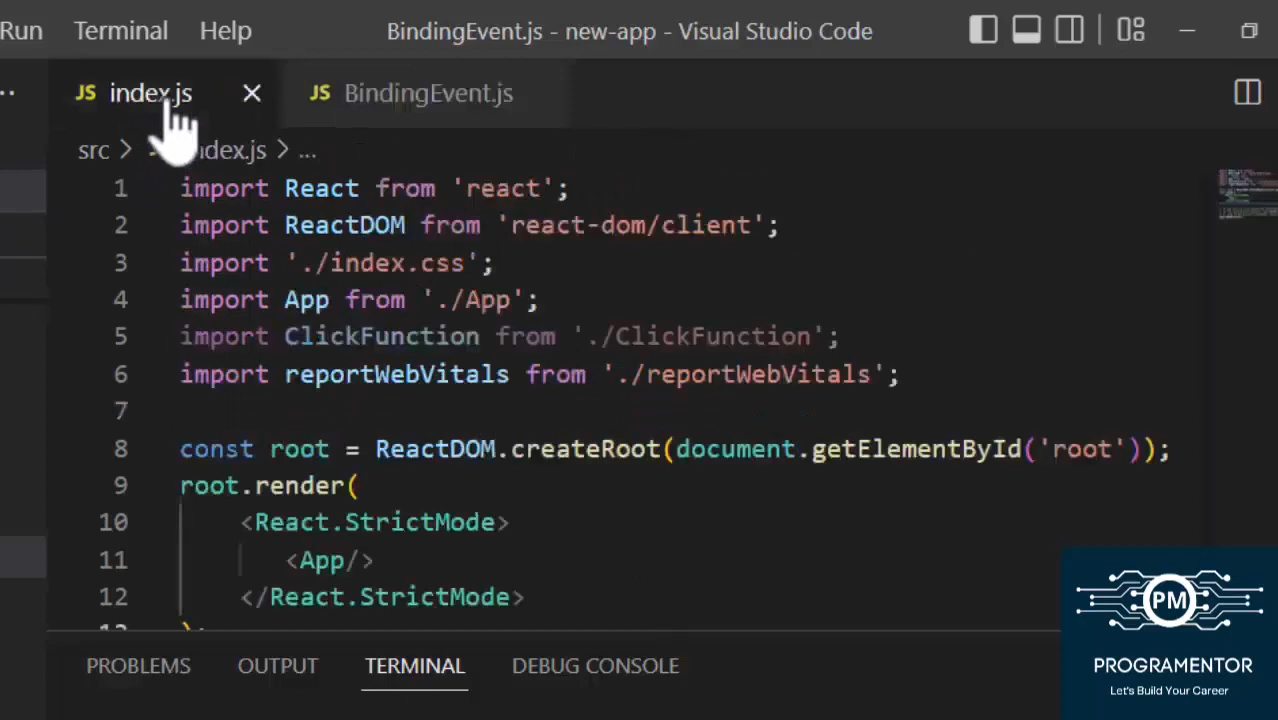 Run Terminal Help BindingEvent.js - new-app - Visual Studio Code
JS index.js JS BindingEvent.js
src > index.js > ...
1 import React from 'react';
2 import ReactDOM from 'react-dom/client';
3 import './index.css';
4 import App from './App';
5 import ClickFunction from './ClickFunction';
6 import reportWebVitals from './reportWebVitals';
7
8 const root = ReactDOM.createRoot(document.getElementById('root'));
9 root.render(
10 <React.StrictMode>
11 <App/>
12 </React.StrictMode>
PM
PROGRAMENTOR
Let's Build Your Career
PROBLEMS OUTPUT TERMINAL DEBUG CONSOLE